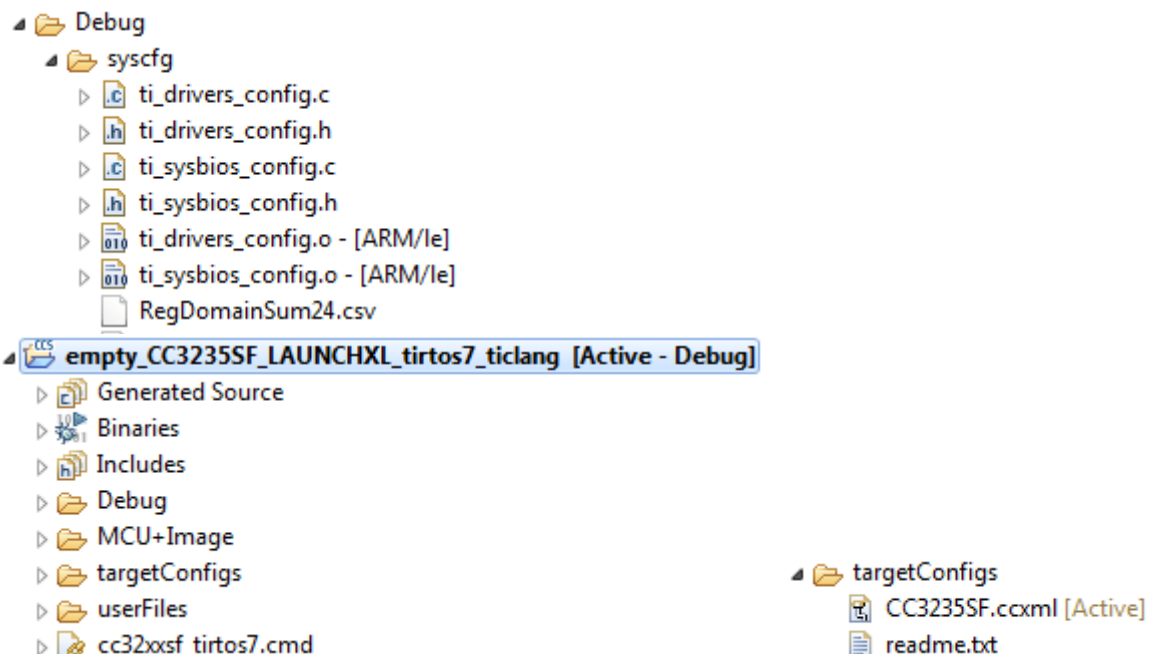 Debug
syscfg
ti_drivers_config.c
ti_drivers_config.h
ti_sysbios_config.c
ti_sysbios_config.h
ti_drivers_config.o - [ARM/le]
ti_sysbios_config.o - [ARM/le]
RegDomainSum24.csv
empty_CC3235SF_LAUNCHXL_tirtos7_ticlang [Active - Debug]
Generated Source
Binaries
Includes
Debug
MCU+Image
targetConfigs
userFiles
cc32xxsf_tirtos7.cmd
targetConfigs
CC3235SF.ccxml [Active]
readme.txt